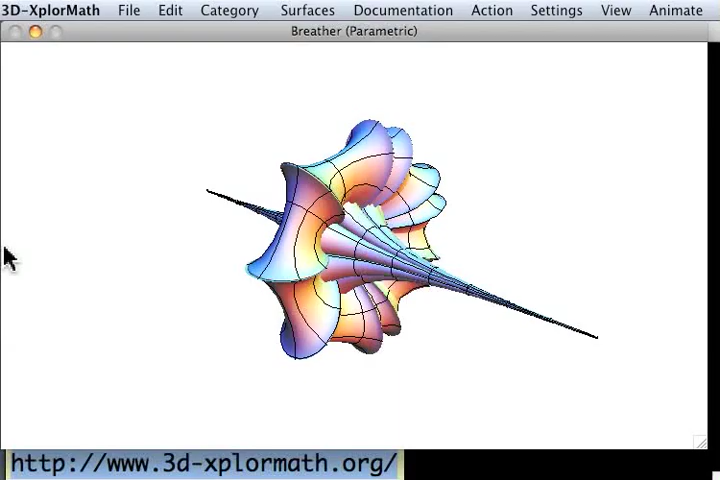 3D-XplorMath File Edit Category Surfaces Documentation Action Settings View Animate
Breather (Parametric)
http://www.3d-xplormath.org/